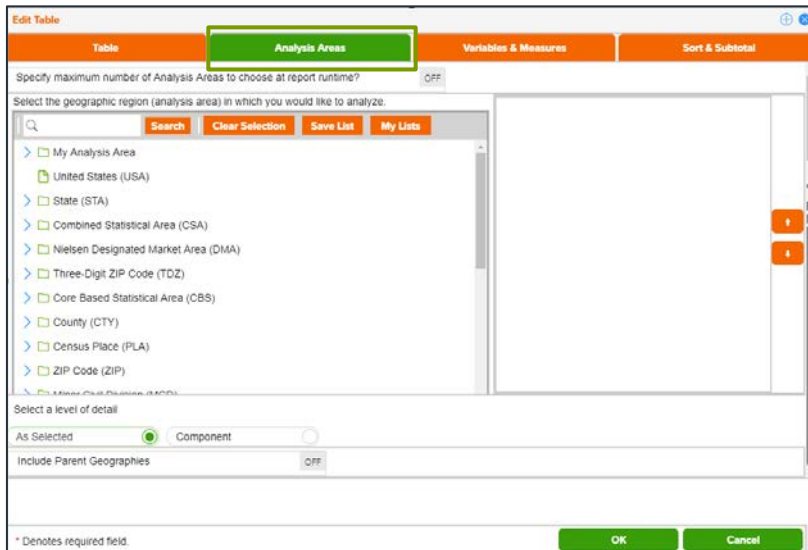 Edit Table
Table Analysis Areas Variables & Measures Sort & Subtotal
Specify maximum number of Analysis Areas to choose at report runtime? OFF
Select the geographic region (analysis area) in which you would like to analyze.
Search Clear Selection Save List My Lists
My Analysis Area
United States (USA)
State (STA)
Combined Statistical Area (CSA)
Nielsen Designated Market Area (DMA)
Three-Digit ZIP Code (TDZ)
Core Based Statistical Area (CBS)
County (CTY)
Census Place (PLA)
ZIP Code (ZIP)
Minor Civil Division (MCD)
Select a level of detail
As Selected Component
Include Parent Geographies OFF
* Denotes required field. OK Cancel